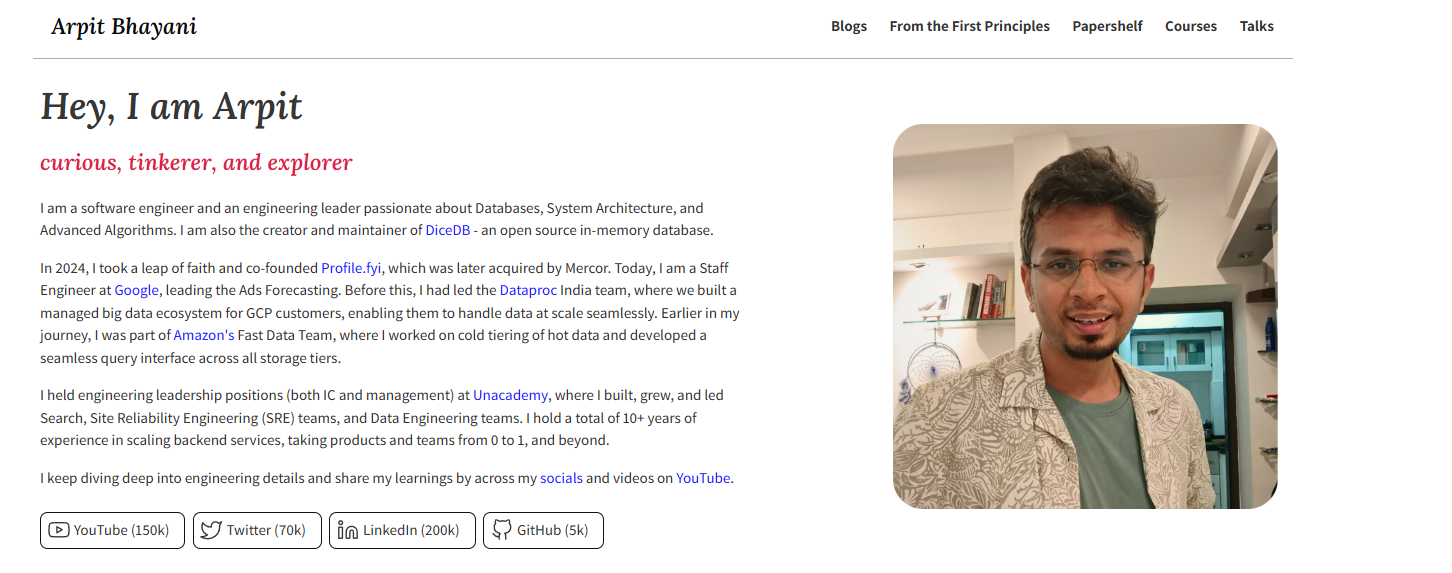 Arpit Bhayani
Blogs From the First Principles Papershelf Courses Talks
Hey, I am Arpit
curious, tinkerer, and explorer
I am a software engineer and an engineering leader passionate about Databases, System Architecture, and
Advanced Algorithms. I am also the creator and maintainer of DiceDB - an open source in-memory database.
In 2024, I took a leap of faith and co-founded Profile.fyi, which was later acquired by Mercor. Today, I am a Staff
Engineer at Google, leading the Ads Forecasting. Before this, I had led the Dataproc India team, where we built a
managed big data ecosystem for GCP customers, enabling them to handle data at scale seamlessly. Earlier in my
journey, I was part of Amazon's Fast Data Team, where I worked on cold tiering of hot data and developed a
seamless query interface across all storage tiers.
I held engineering leadership positions (both IC and management) at Unacademy, where I built, grew, and led
Search, Site Reliability Engineering (SRE) teams, and Data Engineering teams. I hold a total of 10+ years of
experience in scaling backend services, taking products and teams from 0 to 1, and beyond.
I keep diving deep into engineering details and share my learnings by across my socials and videos on YouTube.
YouTube (150k) Twitter (70k) LinkedIn (200k) GitHub (5k)